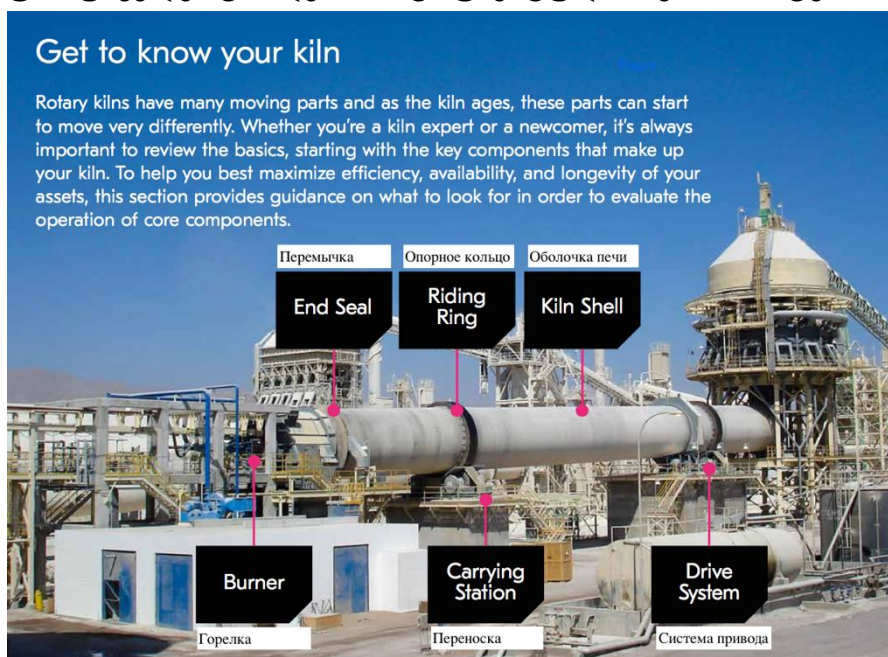 Get to know your kiln
Rotary kilns have many moving parts and as the kiln ages, these parts can start
to move very differently. Whether you're a kiln expert or a newcomer, it's always
important to review the basics, starting with the key components that make up
your kiln. To help you best maximize efficiency, availability, and longevity of your
assets, this section provides guidance on what to look for in order to evaluate the
operation of core components.
Перемычка
Опорное кольцо
Оболочка печи
End Seal
Riding
Ring
Kiln Shell
Burner
Carrying
Station
Drive
System
Горелка
Переноска
Система привода